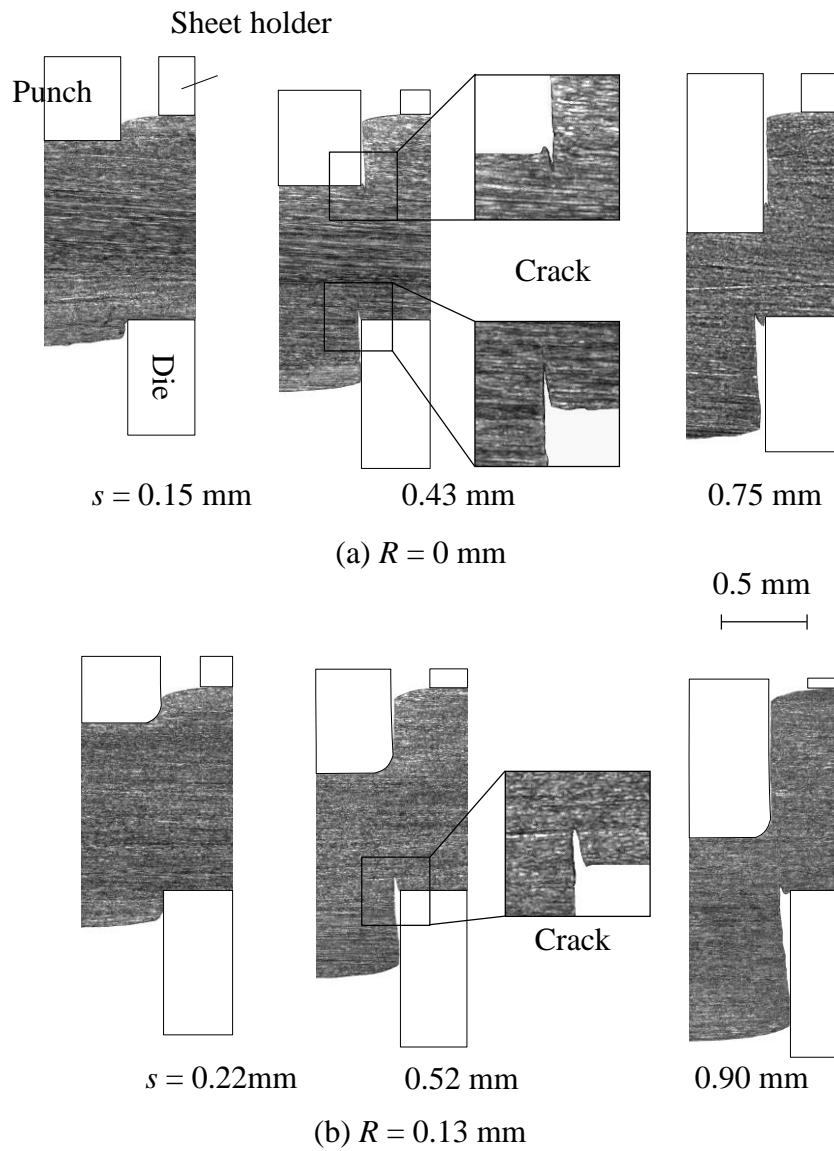 Sheet holder
Punch
Crack
Die
s = 0.15 mm
0.43 mm
0.75 mm
(a) R = 0 mm
0.5 mm
Crack
s = 0.22mm
0.52 mm
0.90 mm
(b) R = 0.13 mm